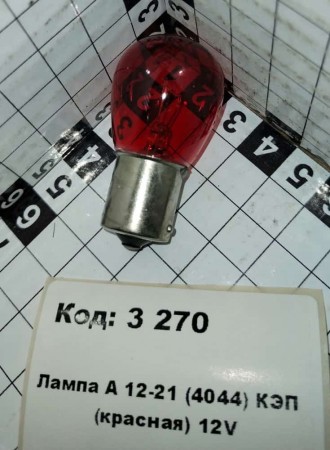 Код: 3 270
Лампа А 12-21 (4044) КЭП
(красная) 12V